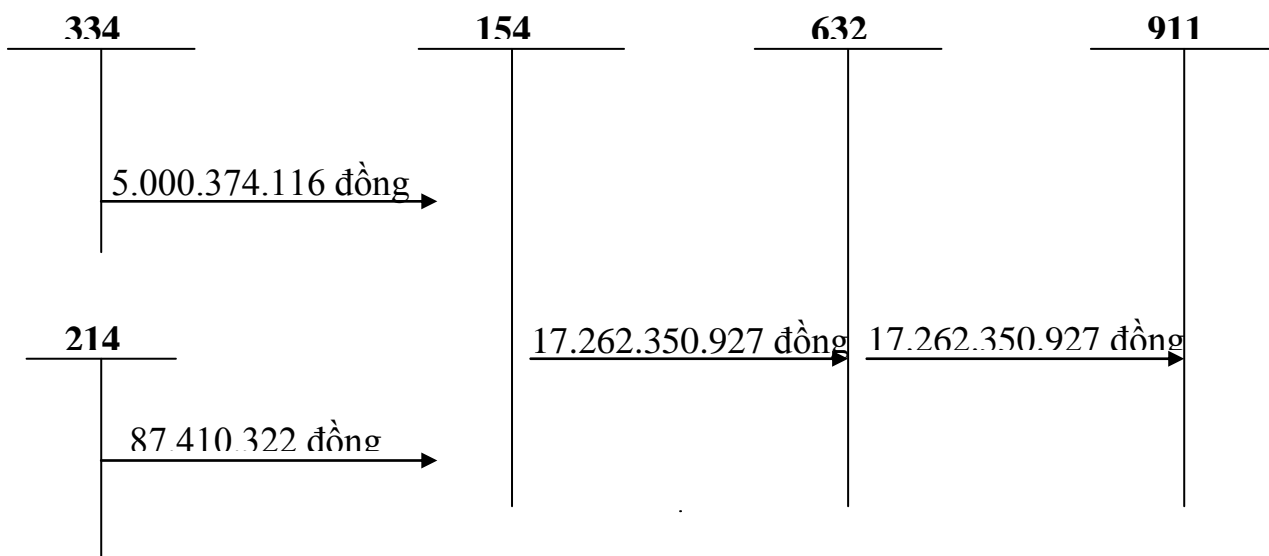 334 154 632 911
5.000.374.116 đồng
214
17.262.350.927 đồng 17.262.350.927 đồng
87.410.322 đồng